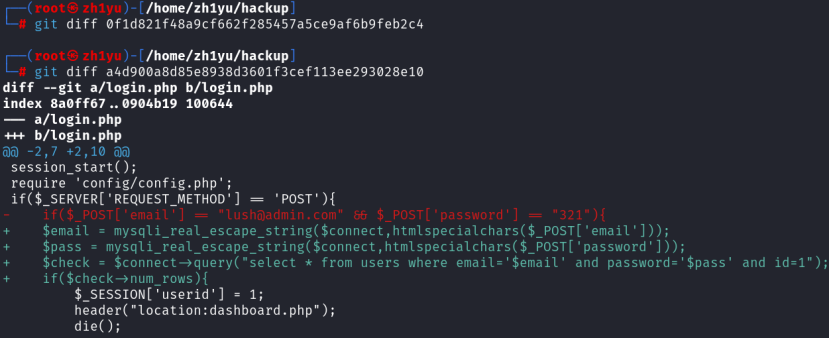 ┌──(root㉿zh1yu)-[/home/zh1yu/hackup]
└─# git diff 0f1d821f48a9cf662f285457a5ce9af6b9feb2c4
┌──(root㉿zh1yu)-[/home/zh1yu/hackup]
└─# git diff a4d900a8d85e8938d3601f3cef113ee293028e10
diff --git a/login.php b/login.php
index 8a0ff67..0904b19 100644
--- a/login.php
+++ b/login.php
@@ -2,7 +2,10 @@
 session_start();
 require 'config/config.php';
 if($_SERVER['REQUEST_METHOD'] == 'POST'){
-    if($_POST['email'] == "lush@admin.com" && $_POST['password'] == "321"){
+    $email = mysqli_real_escape_string($connect,htmlspecialchars($_POST['email']));
+    $pass = mysqli_real_escape_string($connect,htmlspecialchars($_POST['password']));
+    $check = $connect->query("select * from users where email='$email' and password='$pass' and id=1");
+    if($check->num_rows){
         $_SESSION['userid'] = 1;
         header("location:dashboard.php");
         die();